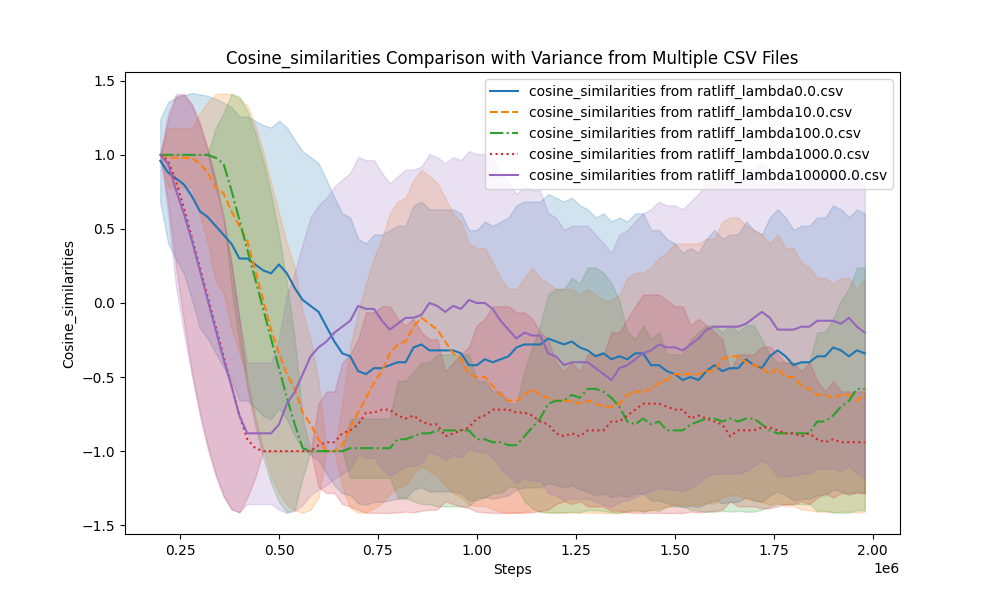 Cosine_similarities Comparison with Variance from Multiple CSV Files
cosine_similarities from ratliff_lambda0.0.csv
cosine_similarities from ratliff_lambda10.0.csv
cosine_similarities from ratliff_lambda100.0.csv
cosine_similarities from ratliff_lambda1000.0.csv
cosine_similarities from ratliff_lambda100000.0.csv
Cosine_similarities
1.5
1.0
0.5
0.0
−0.5
−1.0
−1.5
0.25 0.50 0.75 1.00 1.25 1.50 1.75 2.00
1e6
Steps